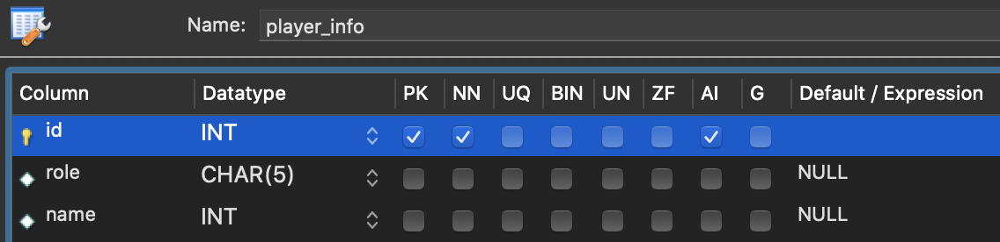 Name: player_info
Column Datatype PK NN UQ BIN UN ZF AI G Default / Expression
id INT
role CHAR(5) NULL
name INT NULL